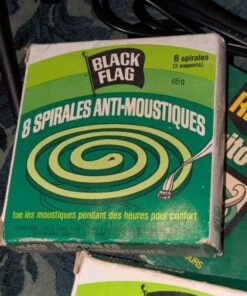 BLACK
FLAG
8 spirales
(2 supports)
65g
8 SPIRALES ANTI-MOUSTIQUES
tue les moustiques pendant des heures pour confort
OURS